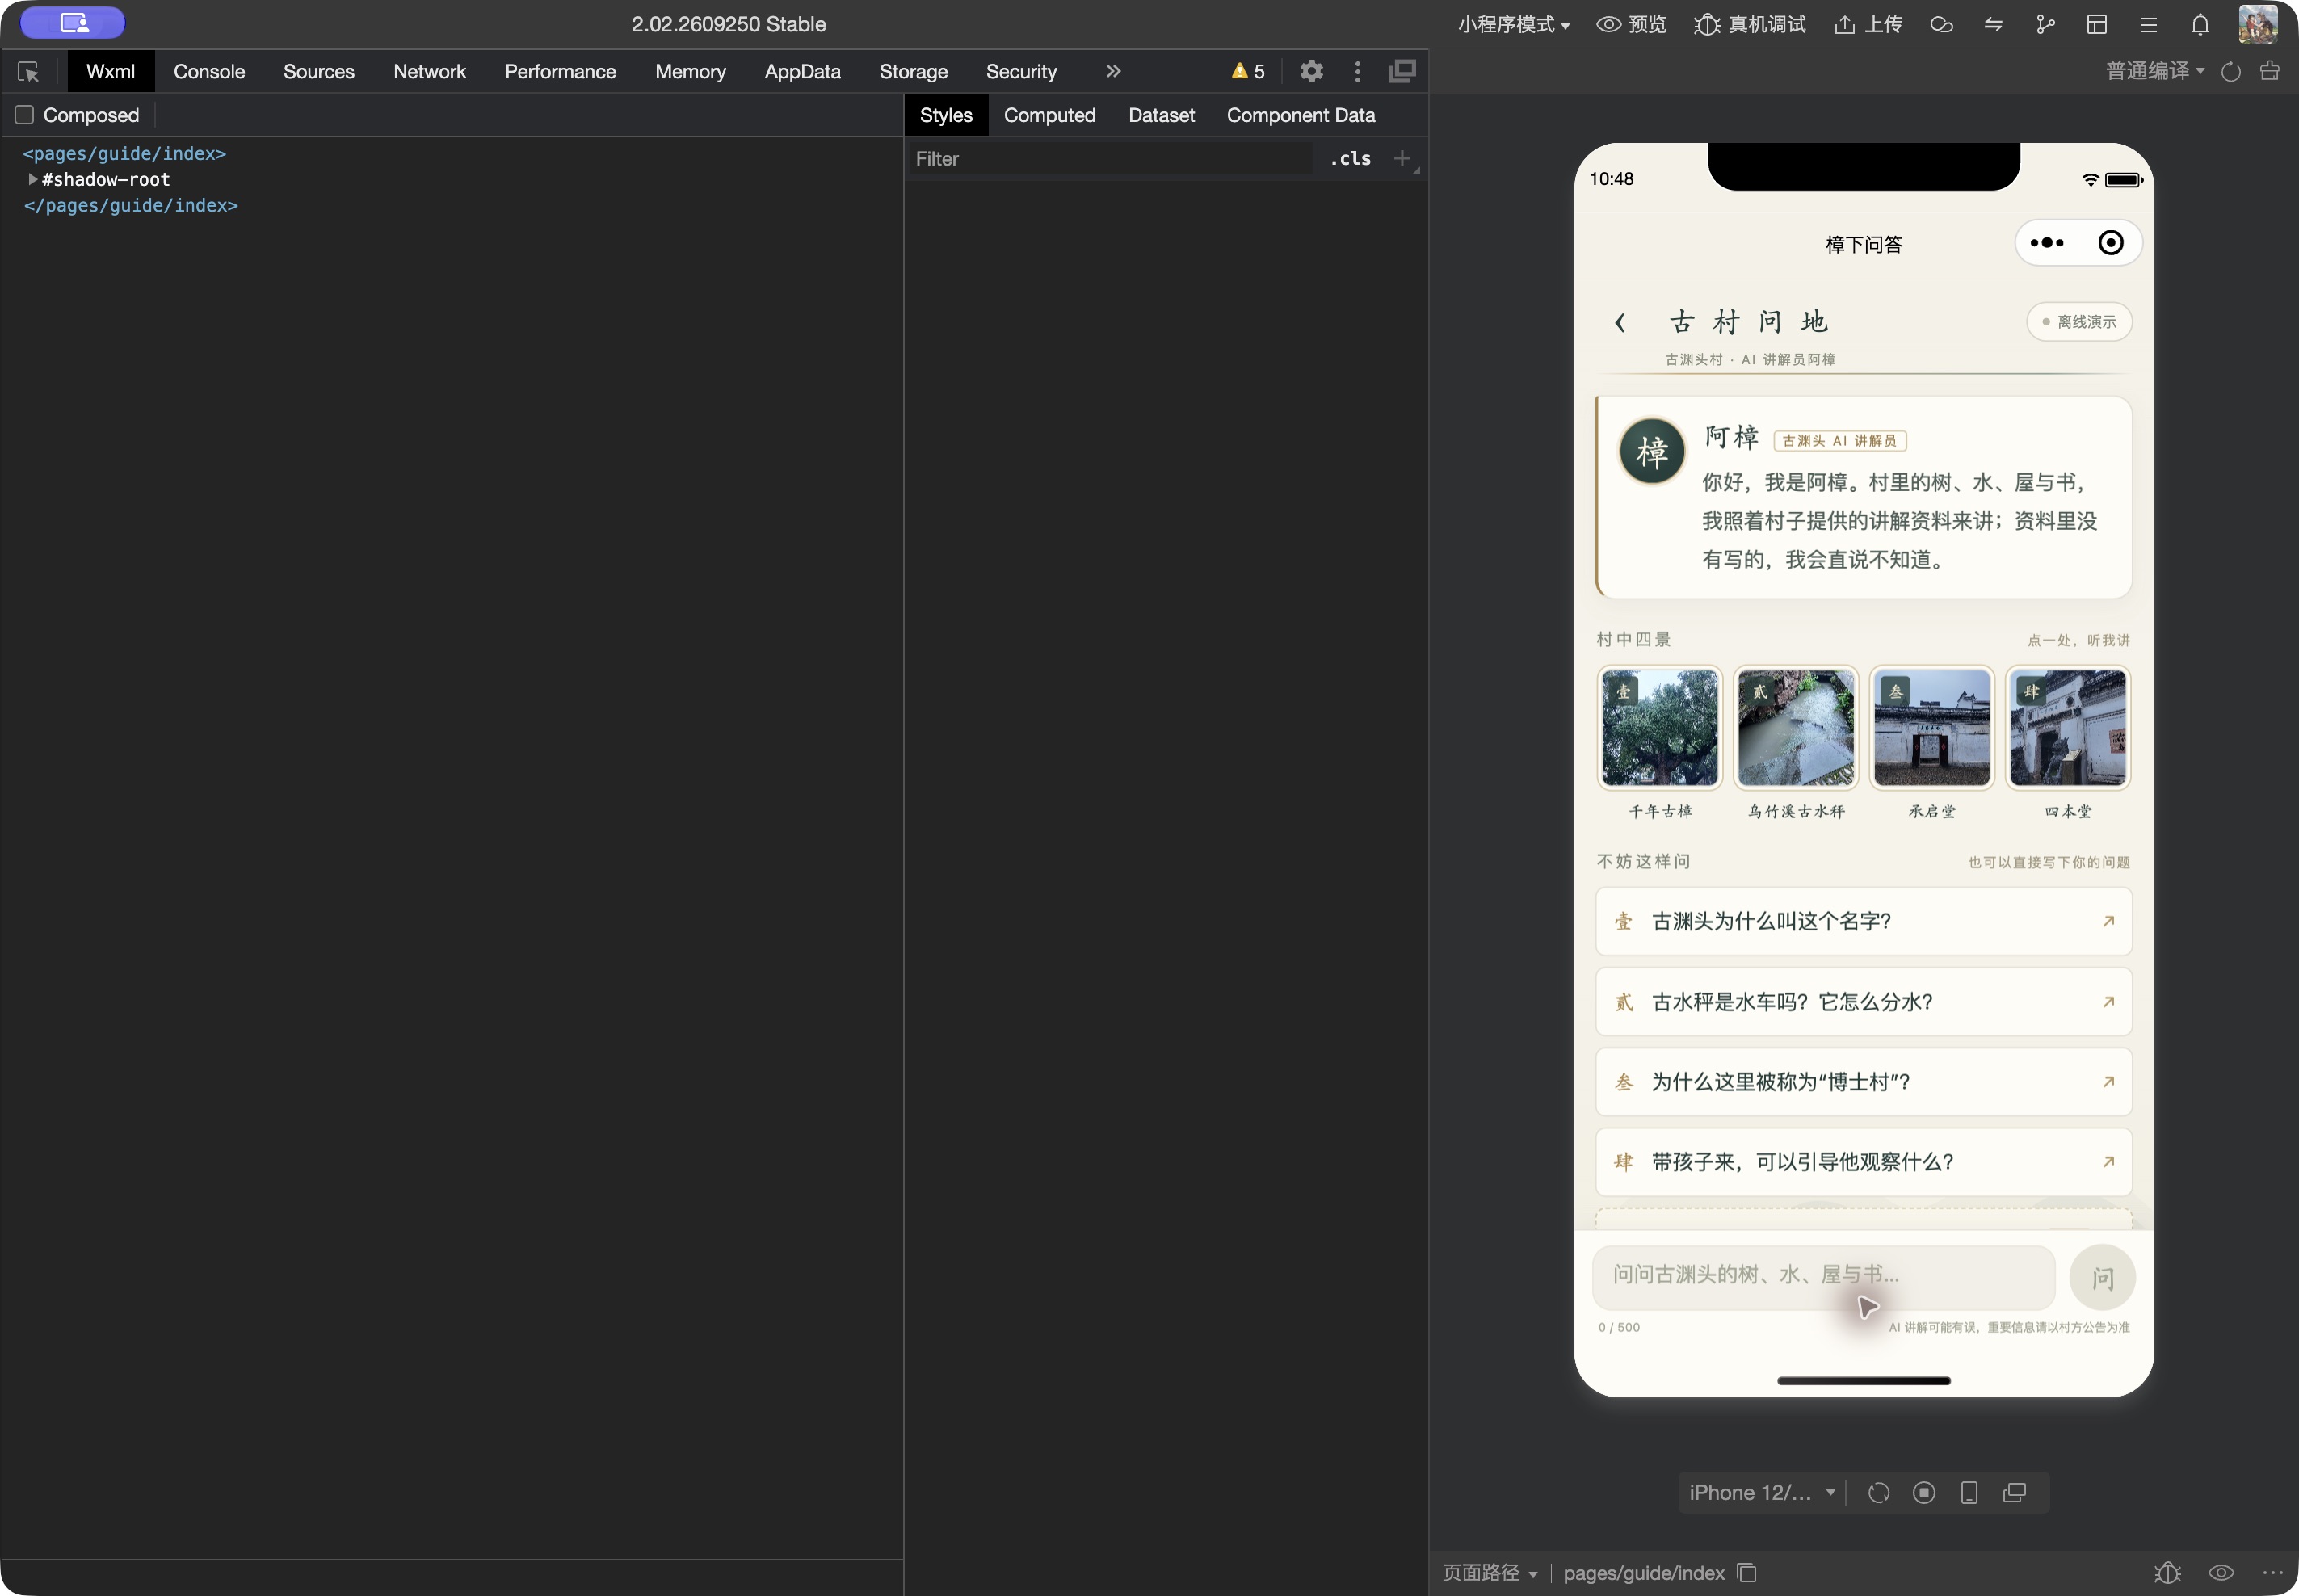 2.02.2609250 Stable
小程序模式 预览 真机调试 上传
Wxml Console Sources Network Performance Memory AppData Storage Security 5
普通编译
Composed
Styles Computed Dataset Component Data
Filter .cls
<pages/guide/index>
#shadow-root
</pages/guide/index>
10:48
樟下问答
古村问地
离线演示
古渊头村 · AI 讲解员阿樟
樟
阿樟 古渊头 AI 讲解员
你好，我是阿樟。村里的树、水、屋与书，
我照着村子提供的讲解资料来讲；资料里没
有写的，我会直说不知道。
村中四景 点一处，听我讲
壹 贰 叁 肆
千年古樟 乌竹溪古水秤 承启堂 四本堂
不妨这样问 也可以直接写下你的问题
壹 古渊头为什么叫这个名字？
贰 古水秤是水车吗？它怎么分水？
叁 为什么这里被称为“博士村”？
肆 带孩子来，可以引导他观察什么？
问问古渊头的树、水、屋与书...
问
0 / 500 AI 讲解可能有误，重要信息请以村方公告为准
iPhone 12/...
页面路径 pages/guide/index